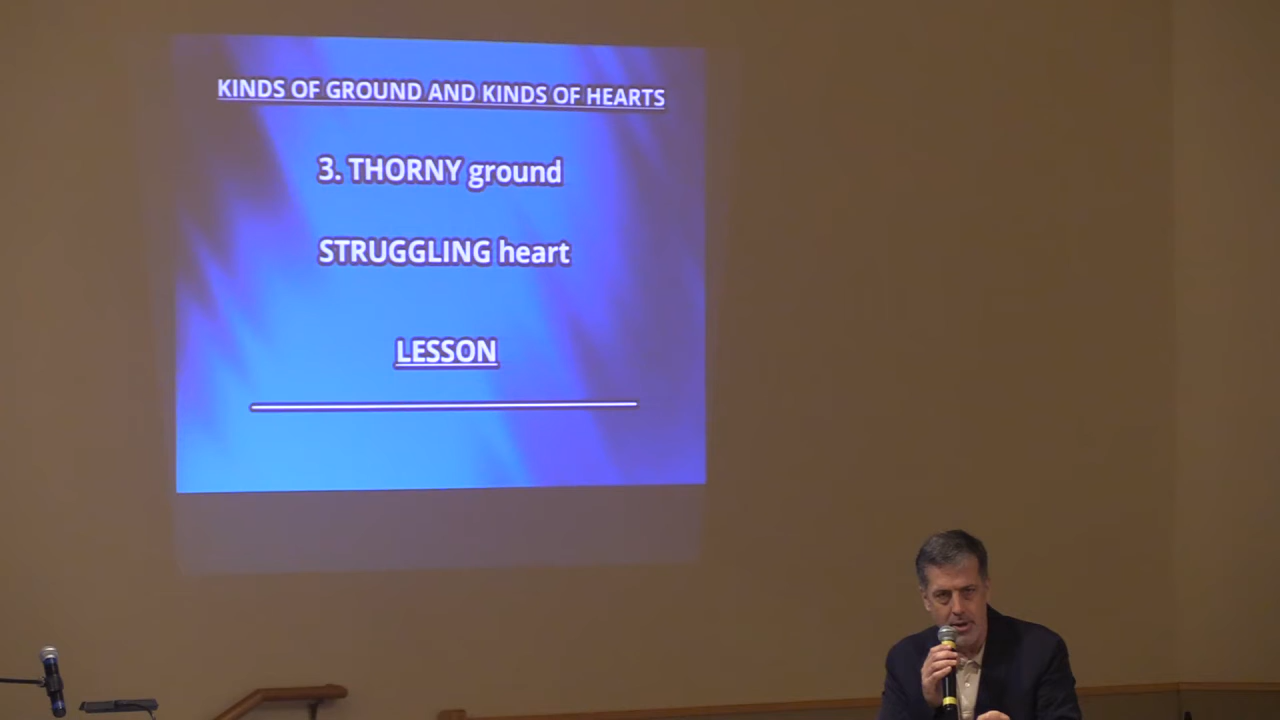 KINDS OF GROUND AND KINDS OF HEARTS
3. THORNY ground
STRUGGLING heart
LESSON